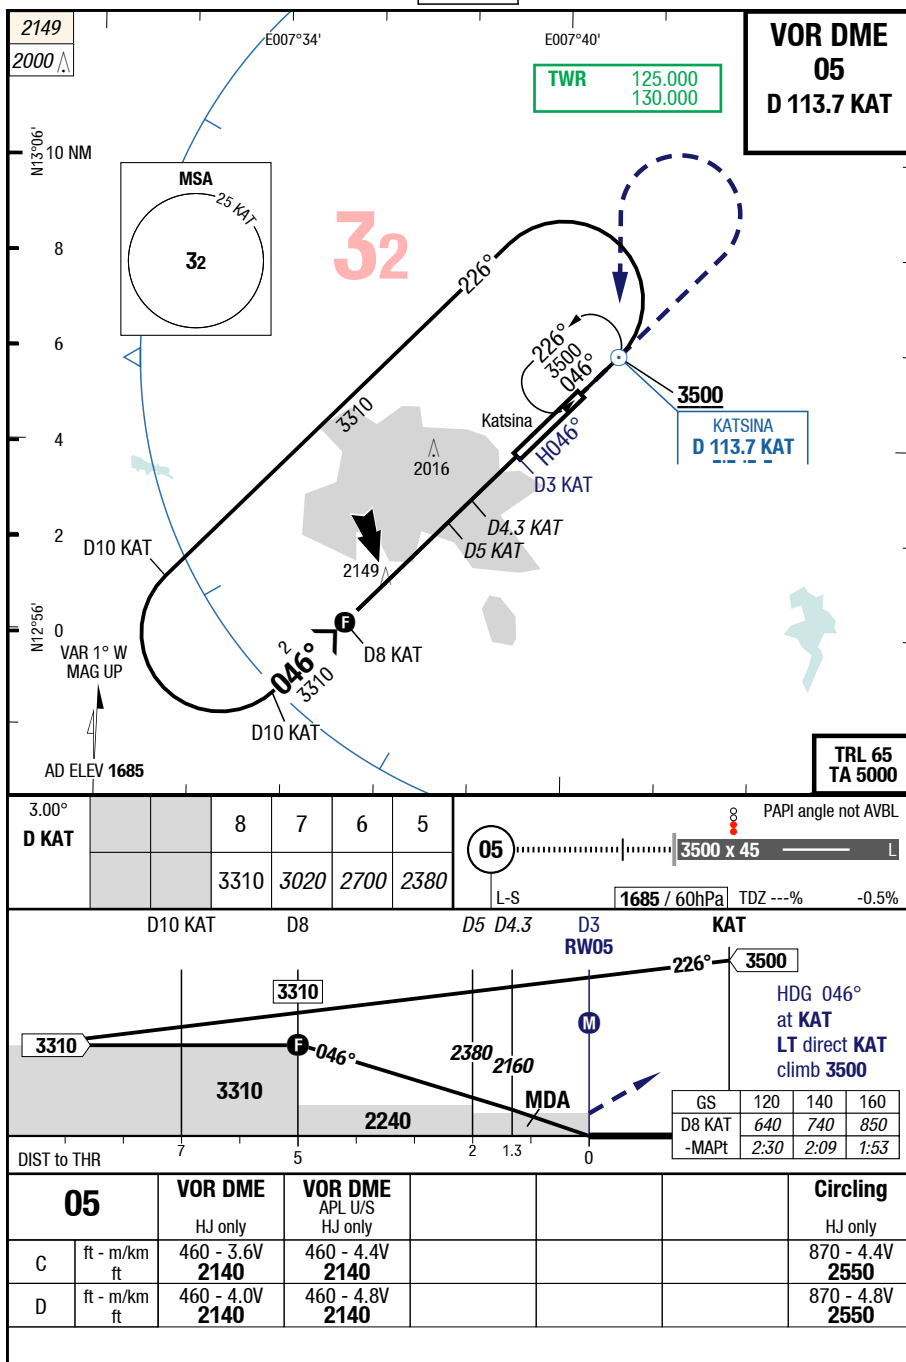 2149
2000
E007°34'
E007°40'
VOR DME
05
D 113.7 KAT
TWR 125.000
130.000
N13°06'
10 NM
MSA
25 KAT
32
32
8
226°
6
226°
3500
046°
3500
3310
Katsina
KATSINA
D 113.7 KAT
4
H046°
2016
D3 KAT
D4.3 KAT
2
D5 KAT
D10 KAT
2149
N12°56'
0
F
D8 KAT
VAR 1° W
MAG UP
2
046°
3310
D10 KAT
AD ELEV 1685
TRL 65
TA 5000
3.00°
D KAT
8 7 6 5
3310 3020 2700 2380
05
PAPI angle not AVBL
3500 x 45
L
L-S
1685 / 60hPa
TDZ ---%
-0.5%
D10 KAT D8 D5 D4.3 D3 KAT
RW05
226°
3500
3310
HDG 046°
at KAT
LT direct KAT
climb 3500
M
3310
F
046°
2380
2160
3310
MDA
2240
GS 120 140 160
D8 KAT 640 740 850
-MAPt 2:30 2:09 1:53
DIST to THR
7 5 2 1.3 0
05
VOR DME
HJ only
VOR DME
APL U/S
HJ only
Circling
HJ only
C ft - m/km 460 - 3.6V 460 - 4.4V 870 - 4.4V
ft 2140 2140 2550
D ft - m/km 460 - 4.0V 460 - 4.8V 870 - 4.8V
ft 2140 2140 2550